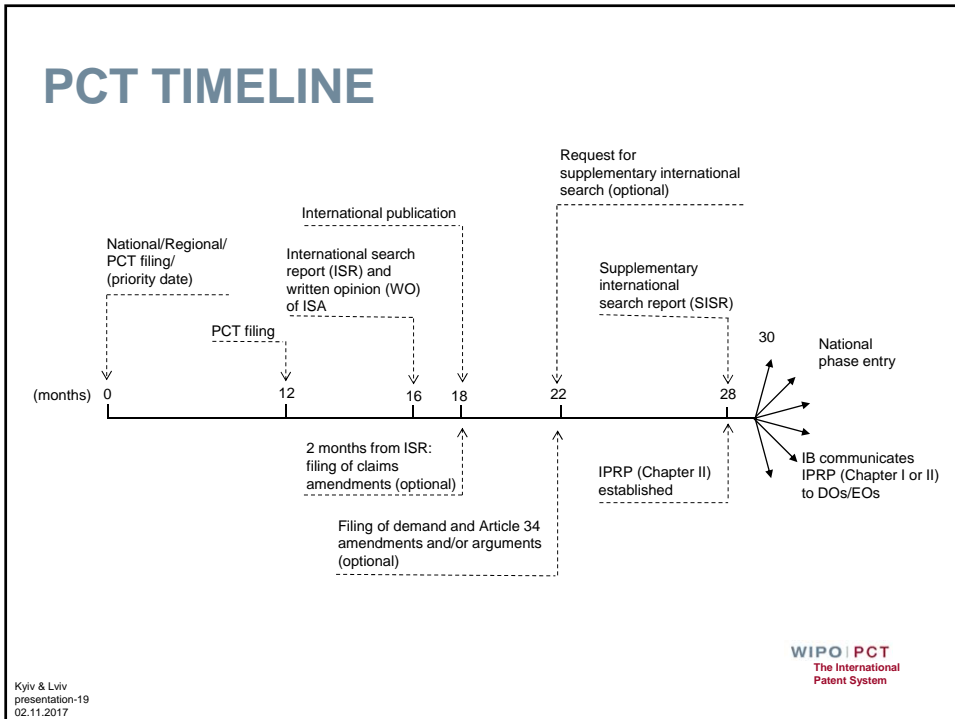 PCT TIMELINE
Request for
supplementary international
search (optional)
International publication
National/Regional/
PCT filing/
(priority date)
International search
report (ISR) and
written opinion (WO)
of ISA
Supplementary
international
search report (SISR)
PCT filing
30
National
phase entry
(months) 0 12 16 18 22 28
2 months from ISR:
filing of claims
amendments (optional)
IPRP (Chapter II)
established
IB communicates
IPRP (Chapter I or II)
to DOs/EOs
Filing of demand and Article 34
amendments and/or arguments
(optional)
WIPO|PCT
The International
Patent System
Kyiv & Lviv
presentation-19
02.11.2017